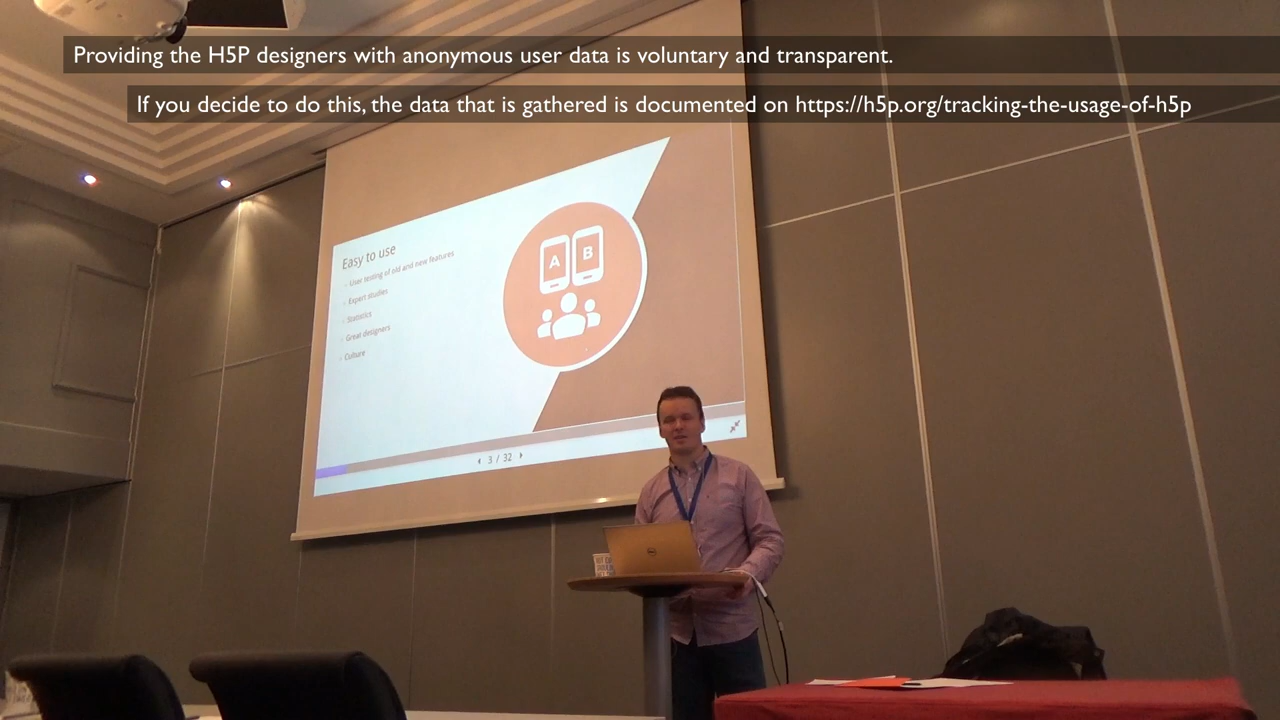 Providing the H5P designers with anonymous user data is voluntary and transparent.
If you decide to do this, the data that is gathered is documented on https://h5p.org/tracking-the-usage-of-h5p
Easy to use
User testing of old and new features
Expert studies
Statistics
Great designers
Culture
A B
3 / 32
DELL